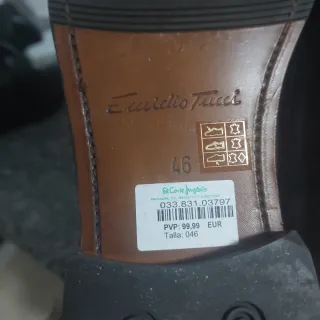 Emidio Tucci
46
El Corte Inglés
033.831.03797
PVP: 99,99 EUR
Talla: 046